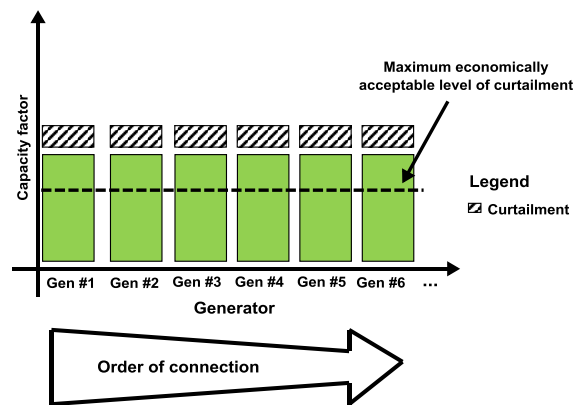 Maximum economically
acceptable level of curtailment
Capacity factor
Legend
Curtailment
Gen #1 Gen #2 Gen #3 Gen #4 Gen #5 Gen #6 ...
Generator
Order of connection